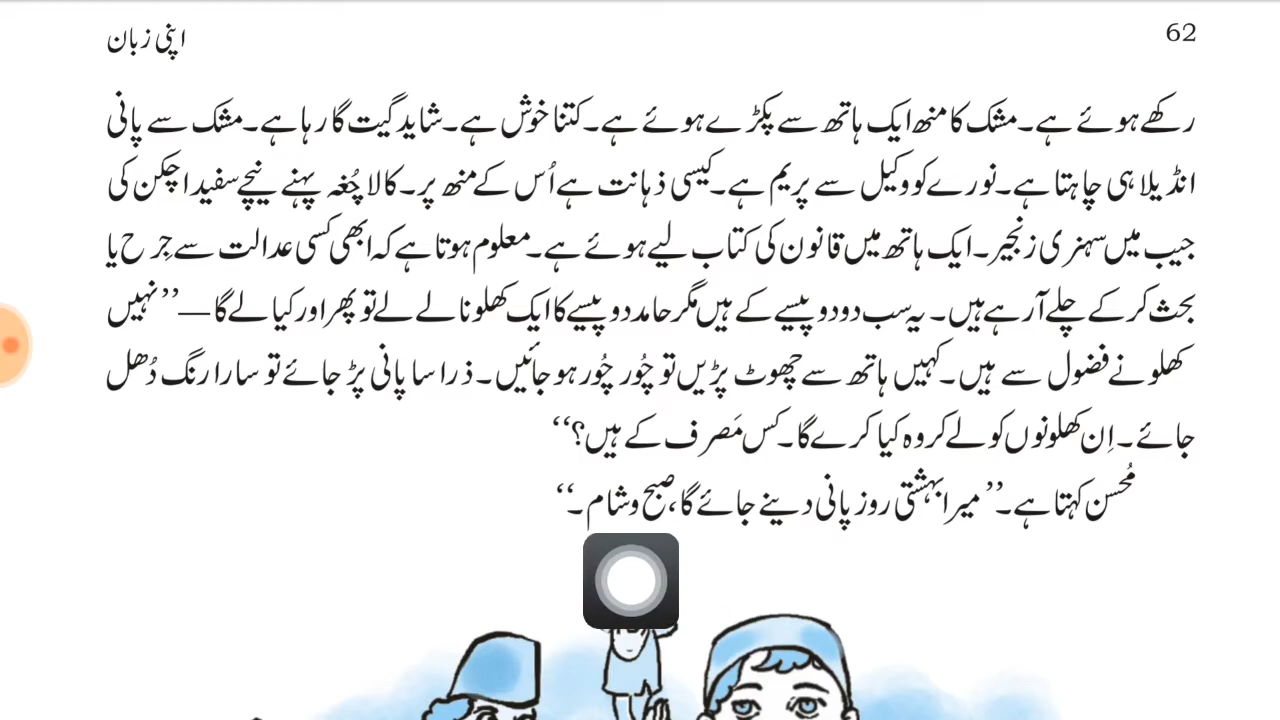 62
اپنی زبان
رکھے ہوئے ہے۔ مشک کا منھ ایک ہاتھ سے پکڑے ہوئے ہے۔ کتنا خوش ہے۔ شاید گیت گا رہا ہے۔ مشک سے پانی
انڈیلا ہی چاہتا ہے۔ نورے کو وکیل سے پریم ہے۔ کیسی ذہانت ہے اُس کے منھ پر۔ کالا چُغہ پہنے نیچے سفید اچکن کی
جیب میں سہنری زنجیر۔ ایک ہاتھ میں قانون کی کتاب لیے ہوئے ہے۔ معلوم ہوتا ہے کہ ابھی کسی عدالت سے جِرح یا
بحث کر کے چلے آرہے ہیں۔ یہ سب دو دو پیسے کے ہیں مگر حامد دو پیسے کا ایک کھلونا لے لے تو پھر اور کیا لے گا — ’’نہیں
کھلونے فضول سے ہیں۔ کہیں ہاتھ سے چھوٹ پڑیں تو چُور چُور ہو جائیں۔ ذرا سا پانی پڑ جائے تو سارا رنگ دُھل
جائے۔ اِن کھلونوں کو لے کر وہ کیا کرے گا۔ کس مَصرف کے ہیں؟‘‘
مُحسن کہتا ہے۔ ’’میرا بہشتی روز پانی دینے جائے گا، صبح و شام۔‘‘